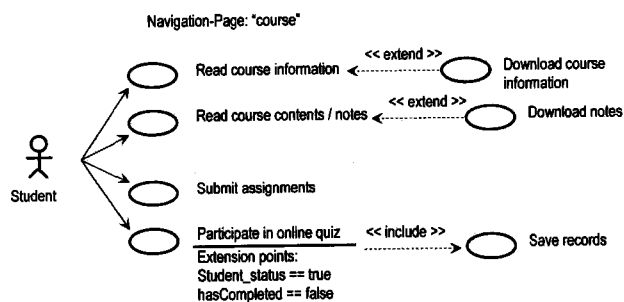 Navigation-Page: "course"
<< extend >>
Read course information
Download course
information
<< extend >>
Read course contents / notes
Download notes
Student
Submit assignments
Participate in online quiz
<< include >>
Save records
Extension points:
Student_status == true
hasCompleted == false